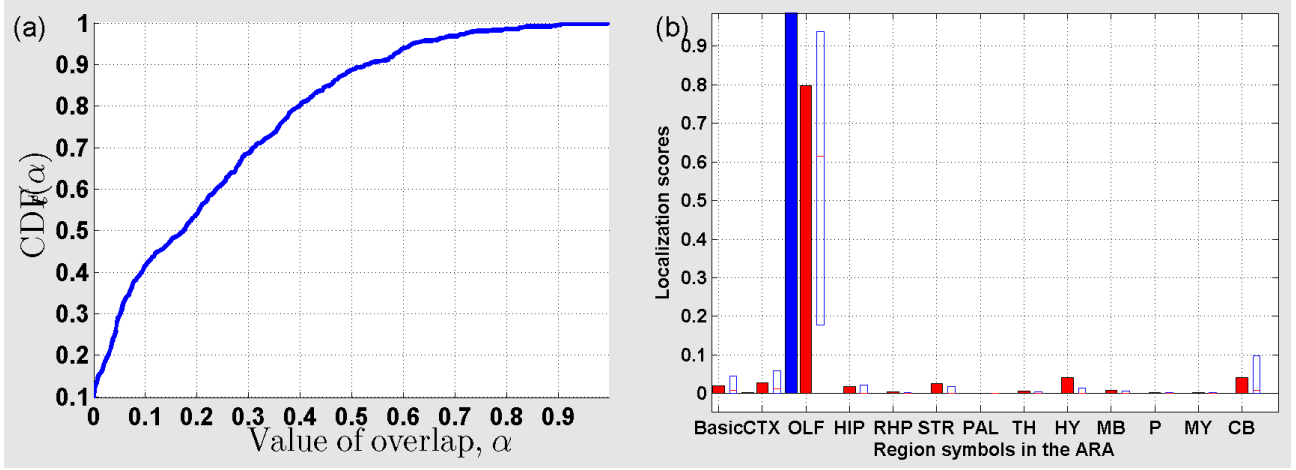 (a)
1
0.9
0.8
0.7
0.6
0.5
0.4
0.3
0.2
0.1
0 0.1 0.2 0.3 0.4 0.5 0.6 0.7 0.8 0.9
Value of overlap, α
(b)
0.9
0.8
0.7
0.6
0.5
0.4
0.3
0.2
0.1
0
Localization scores
Basic CTX OLF HIP RHP STR PAL TH HY MB P MY CB
Region symbols in the ARA